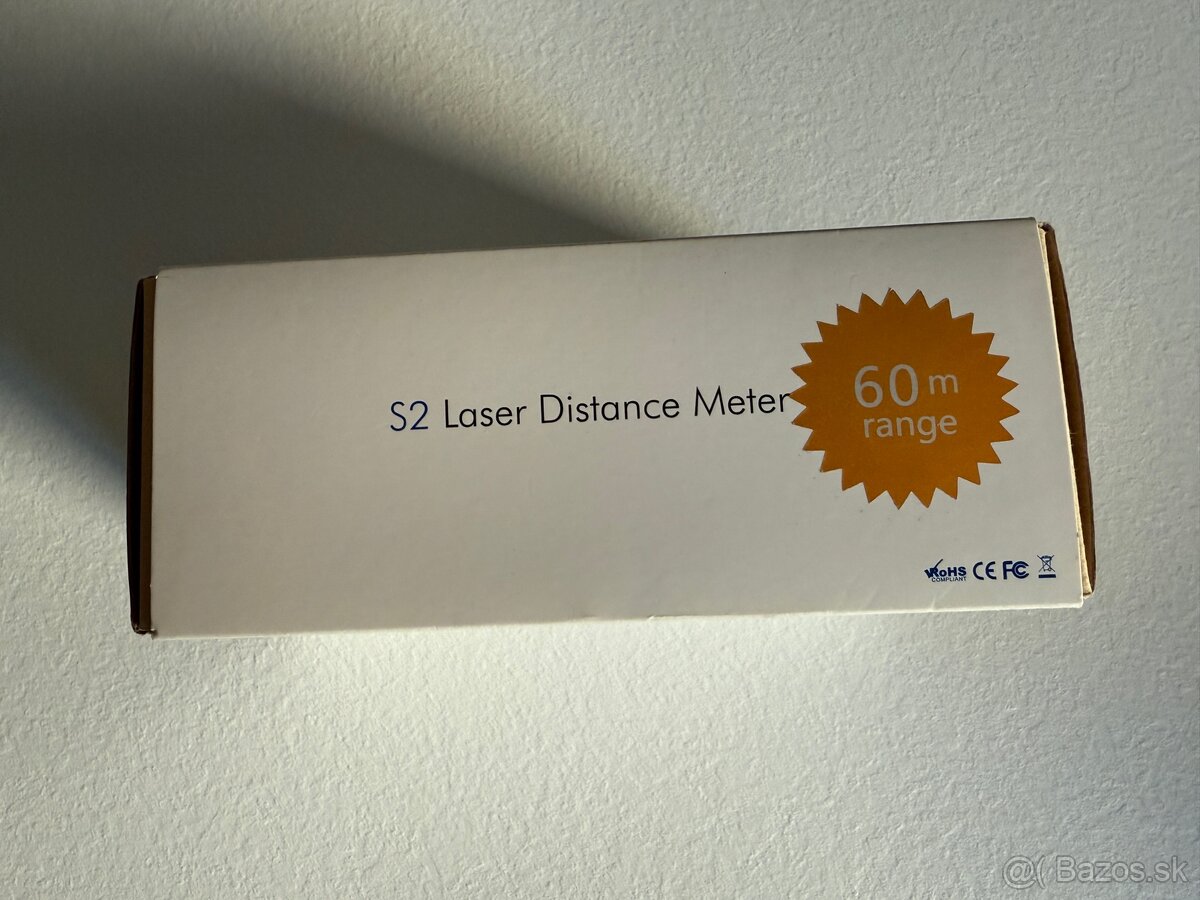 S2 Laser Distance Meter
60 m
range
RoHS
COMPLIANT
CE FC
@( Bazos.sk